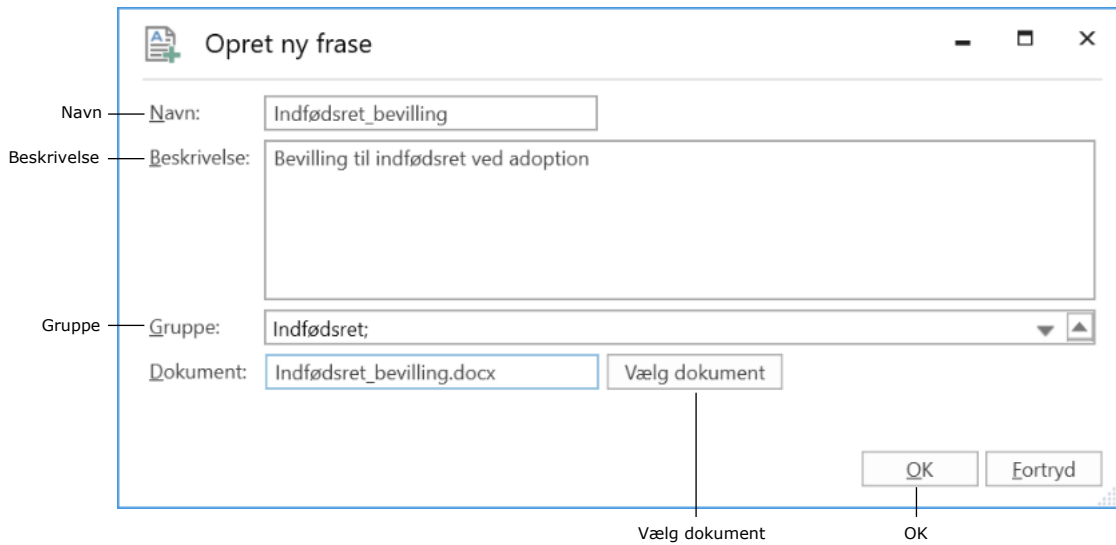 Opret ny frase
Navn
Navn:
Indfødsret_bevilling
Beskrivelse
Beskrivelse:
Bevilling til indfødsret ved adoption
Gruppe
Gruppe:
Indfødsret;
Dokument:
Indfødsret_bevilling.docx
Vælg dokument
OK
Fortryd
Vælg dokument
OK